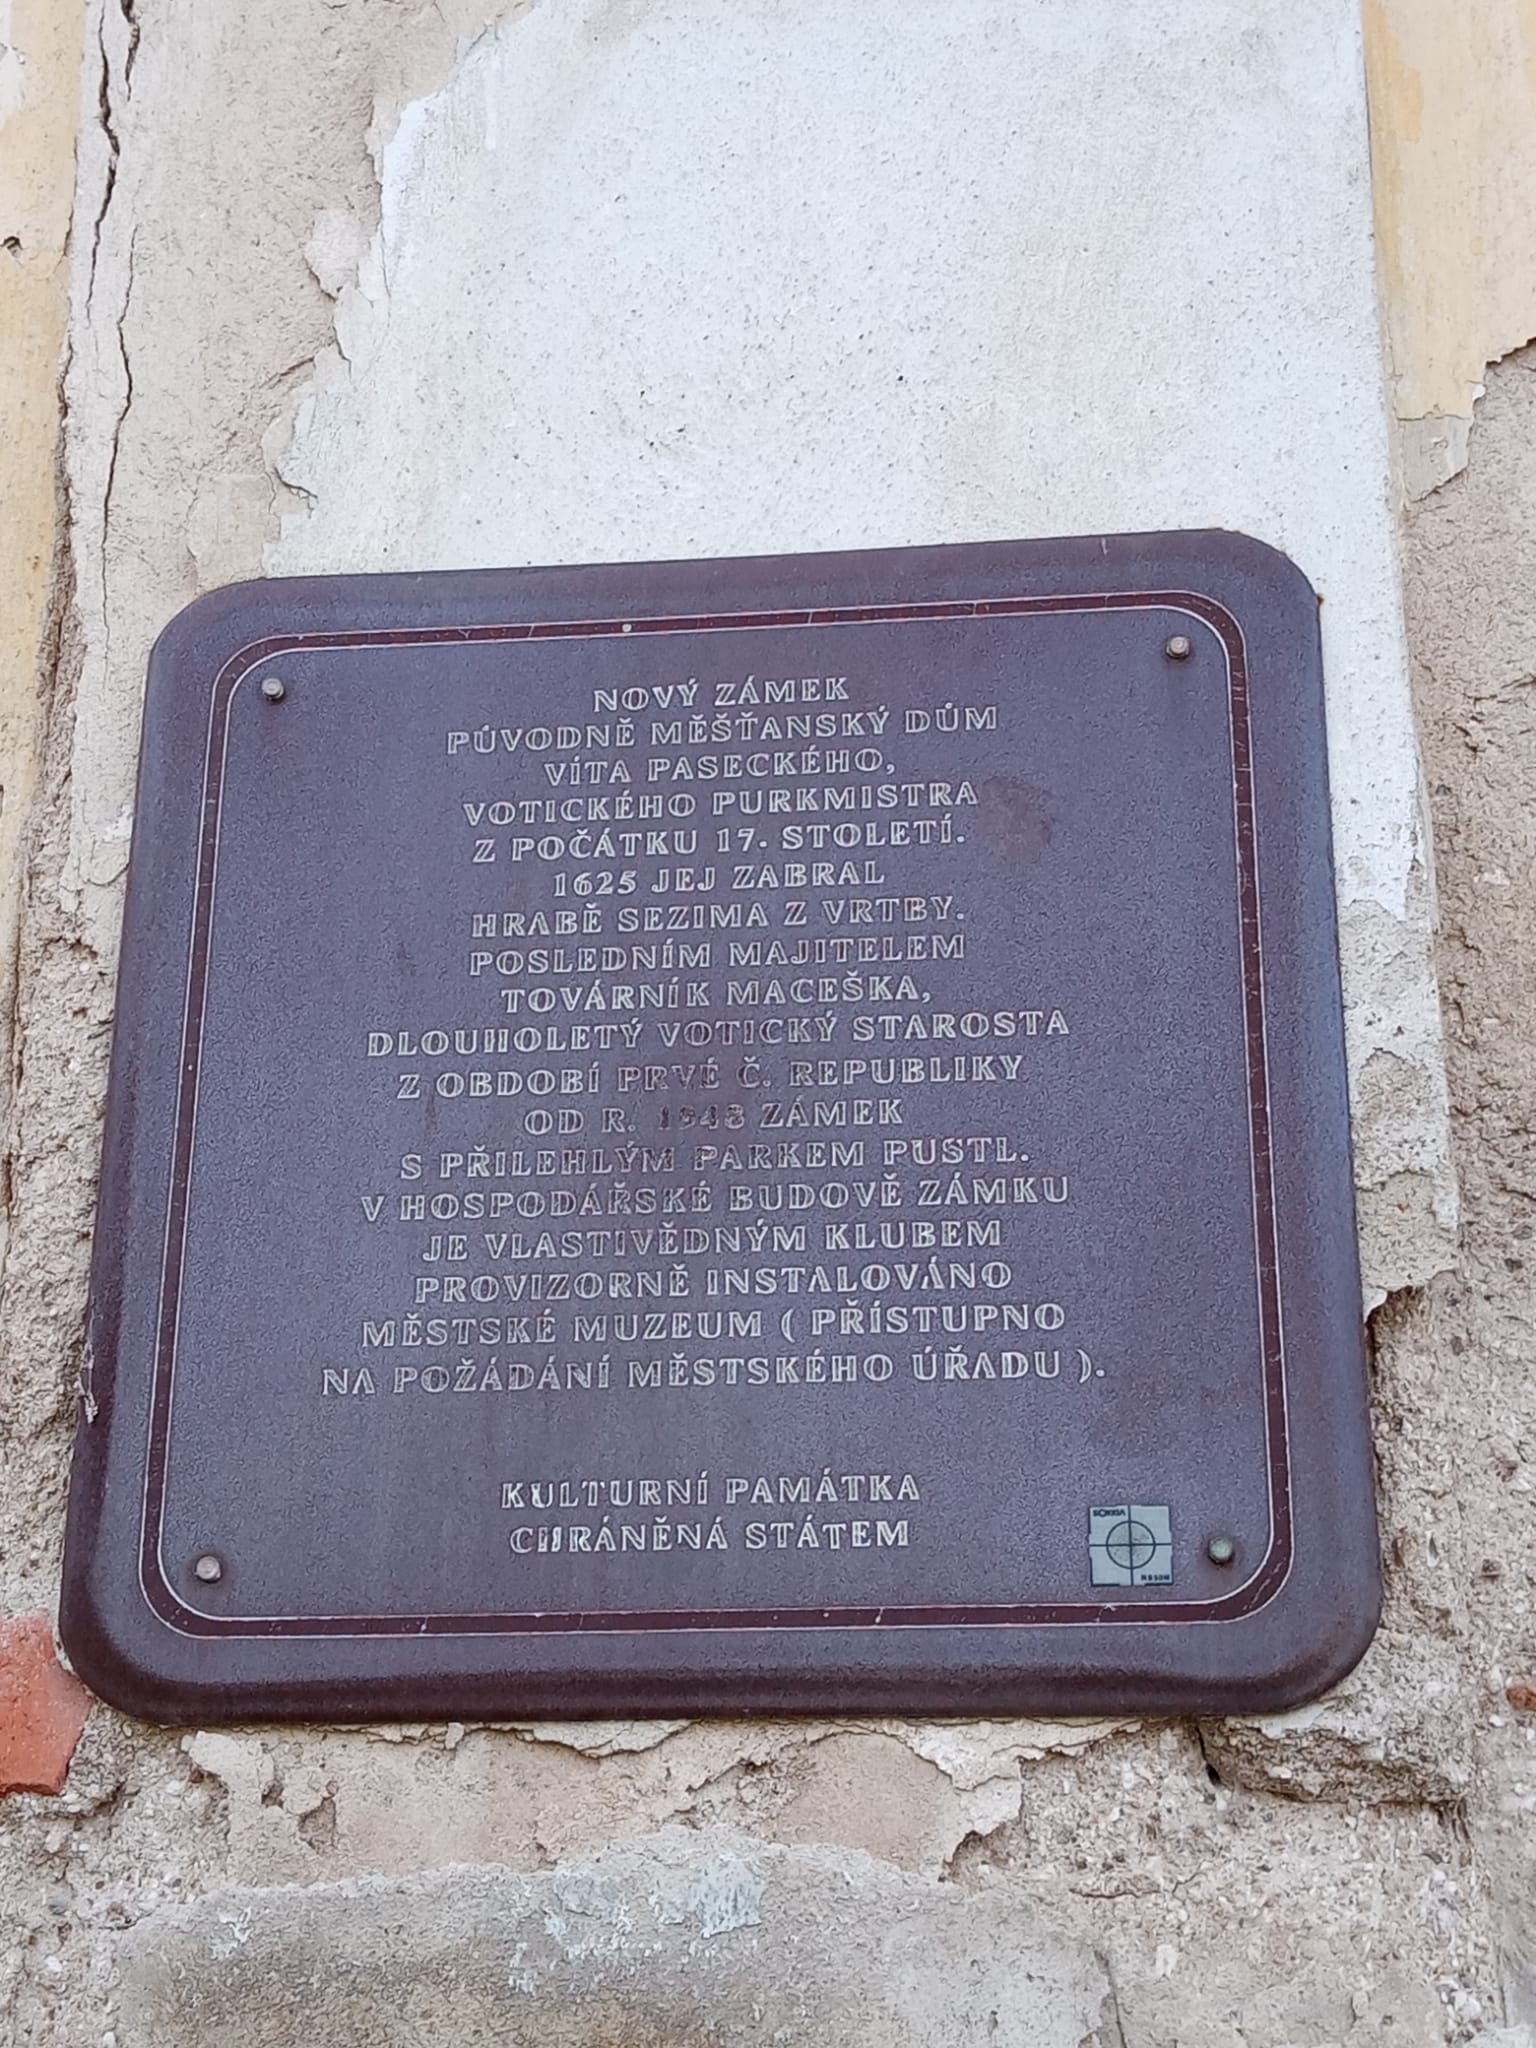 NOVÝ ZÁMEK
PŮVODNĚ MĚŠŤANSKÝ DŮM
VÍTA PASECKÉHO,
VOTICKÉHO PURKMISTRA
Z POČÁTKU 17. STOLETÍ.
1625 JEJ ZABRAL
HRABĚ SEZIMA Z VRTBY.
POSLEDNÍM MAJITELEM
TOVÁRNÍK MACEŠKA,
DLOUHOLETÝ VOTICKÝ STAROSTA
Z OBDOBÍ PRVÉ Č. REPUBLIKY
OD R. 1948 ZÁMEK
S PŘILEHLÝM PARKEM PUSTL.
V HOSPODÁŘSKÉ BUDOVĚ ZÁMKU
JE VLASTIVĚDNÝM KLUBEM
PROVIZORNĚ INSTALOVÁNO
MĚSTSKÉ MUZEUM ( PŘÍSTUPNO
NA POŽÁDÁNÍ MĚSTSKÉHO ÚŘADU ).
KULTURNÍ PAMÁTKA
CHRÁNĚNÁ STÁTEM
SOKKIA